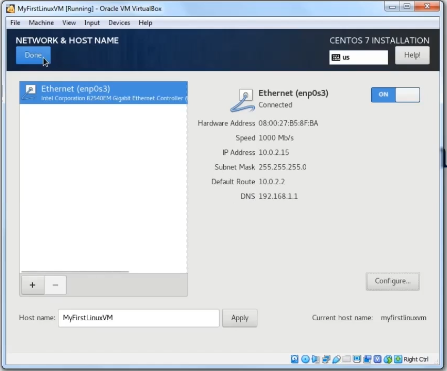 MyFirstLinuxVM [Running] - Oracle VM VirtualBox
File Machine View Input Devices Help
NETWORK & HOST NAME
CENTOS 7 INSTALLATION
Done
us
Help!
Ethernet (enp0s3)
Intel Corporation 82540EM Gigabit Ethernet Controller (
Ethernet (enp0s3)
Connected
ON
Hardware Address 08:00:27:B5:8F:BA
Speed 1000 Mb/s
IP Address 10.0.2.15
Subnet Mask 255.255.255.0
Default Route 10.0.2.2
DNS 192.168.1.1
+ −
Configure...
Host name: MyFirstLinuxVM
Apply
Current host name: myfirstlinuxvm
Right Ctrl